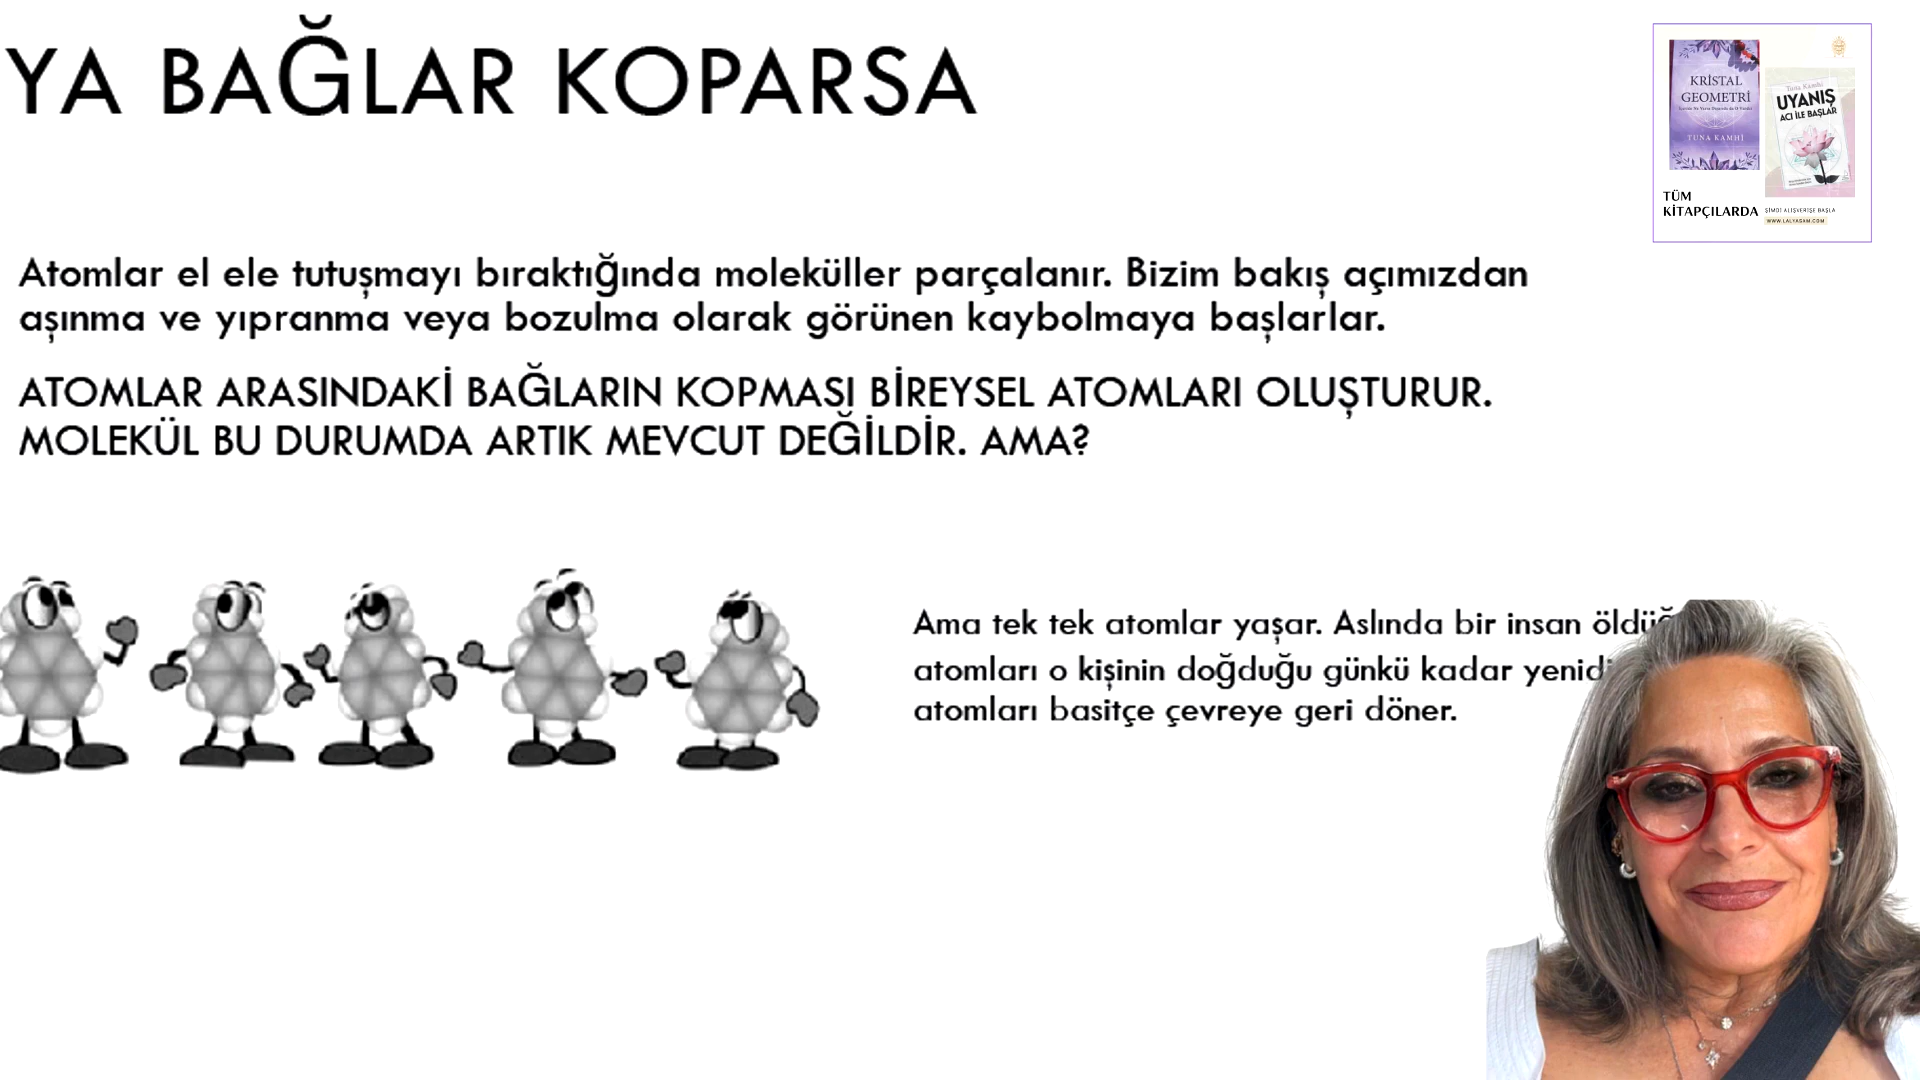 YA BAĞLAR KOPARSA
Atomlar el ele tutuşmayı bıraktığında moleküller parçalanır. Bizim bakış açımızdan
aşınma ve yıpranma veya bozulma olarak görünen kaybolmaya başlarlar.
ATOMLAR ARASINDAKİ BAĞLARIN KOPMASI BİREYSEL ATOMLARI OLUŞTURUR.
MOLEKÜL BU DURUMDA ARTIK MEVCUT DEĞİLDİR. AMA?
Ama tek tek atomlar yaşar. Aslında bir insan
atomları o kişinin doğduğu günkü kadar
atomları basitçe çevreye geri döner.
KRİSTAL
GEOMETRİ
TUNA KAMHİ
Tuna Kamhi
UYANIŞ
ACI İLE BAŞLAR
TÜM
KİTAPÇILARDA
ŞİMDİ ALIŞVERİŞE BAŞLA
WWW.LALYASAM.COM